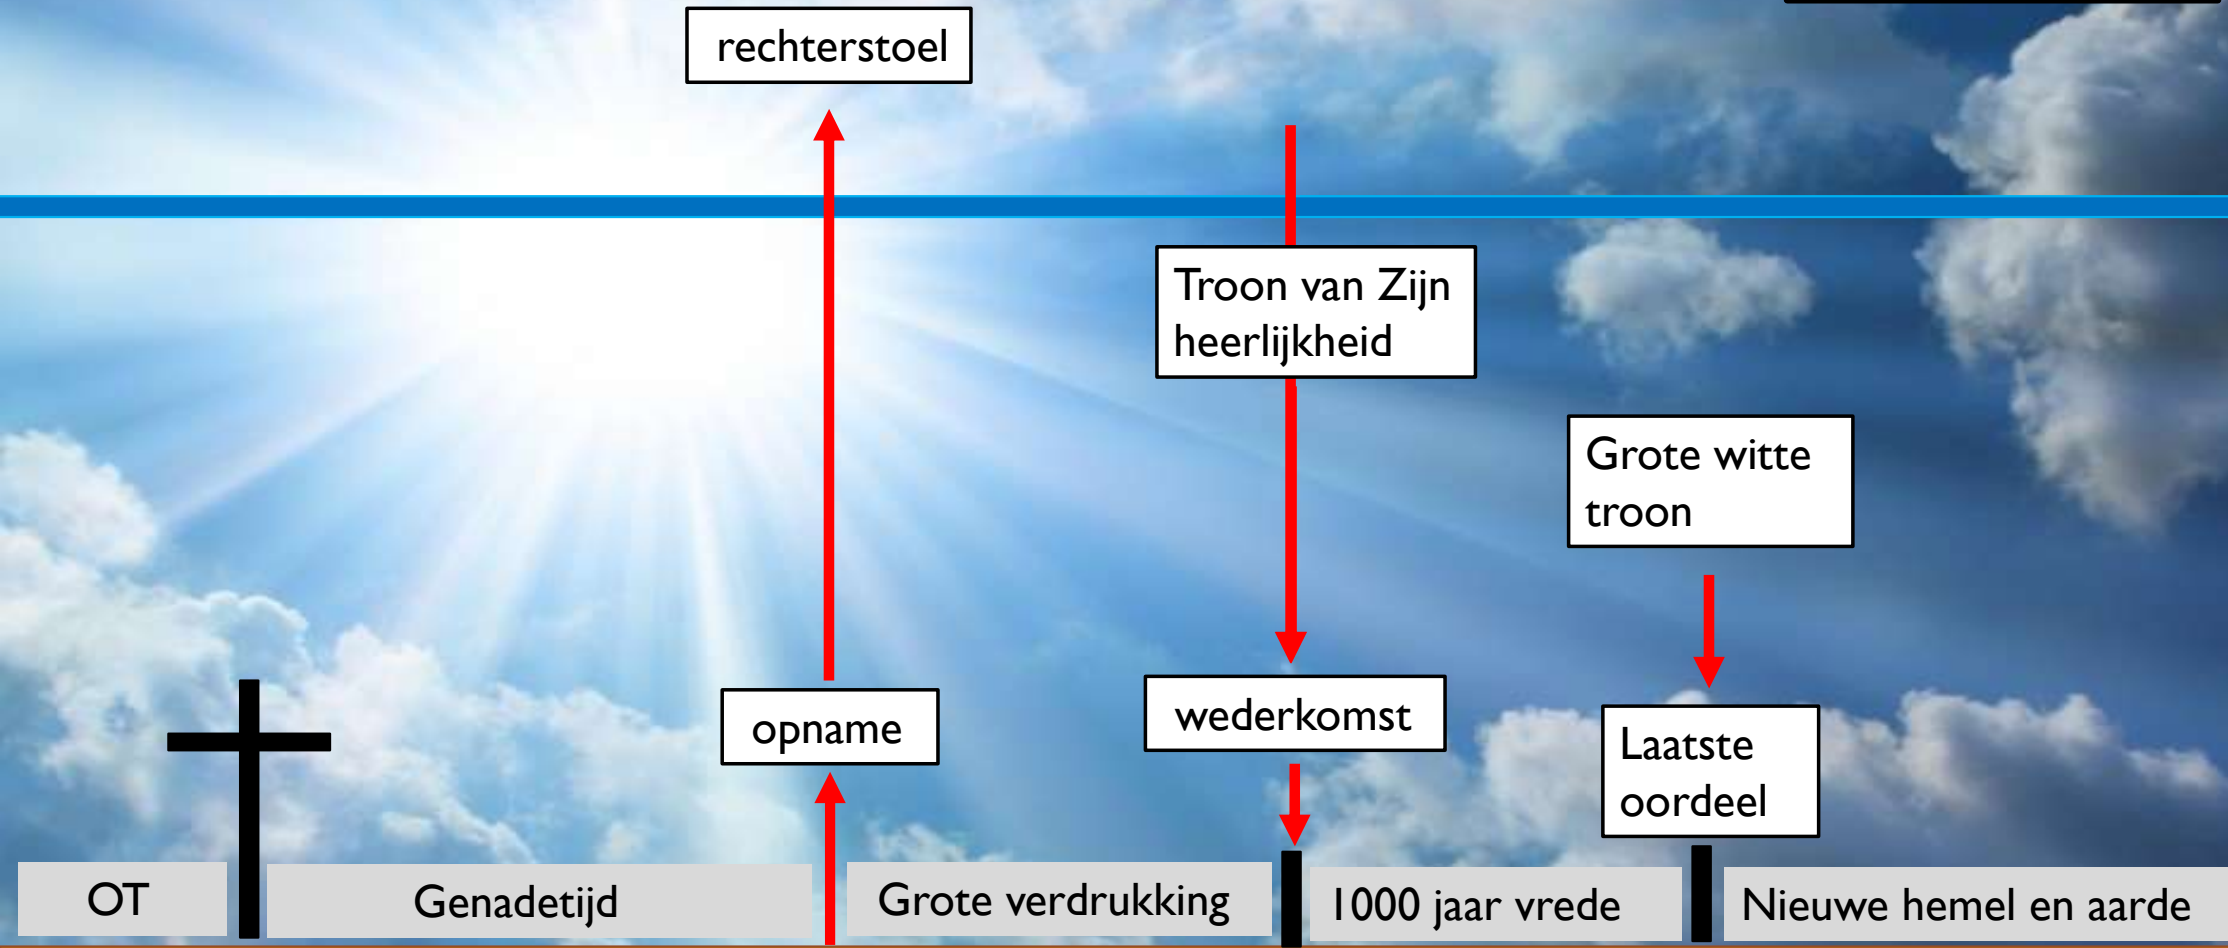 rechterstoel
Troon van Zijn
heerlijkheid
Grote witte
troon
opname
wederkomst
Laatste
oordeel
OT
Genadetijd
Grote verdrukking
1000 jaar vrede
Nieuwe hemel en aarde